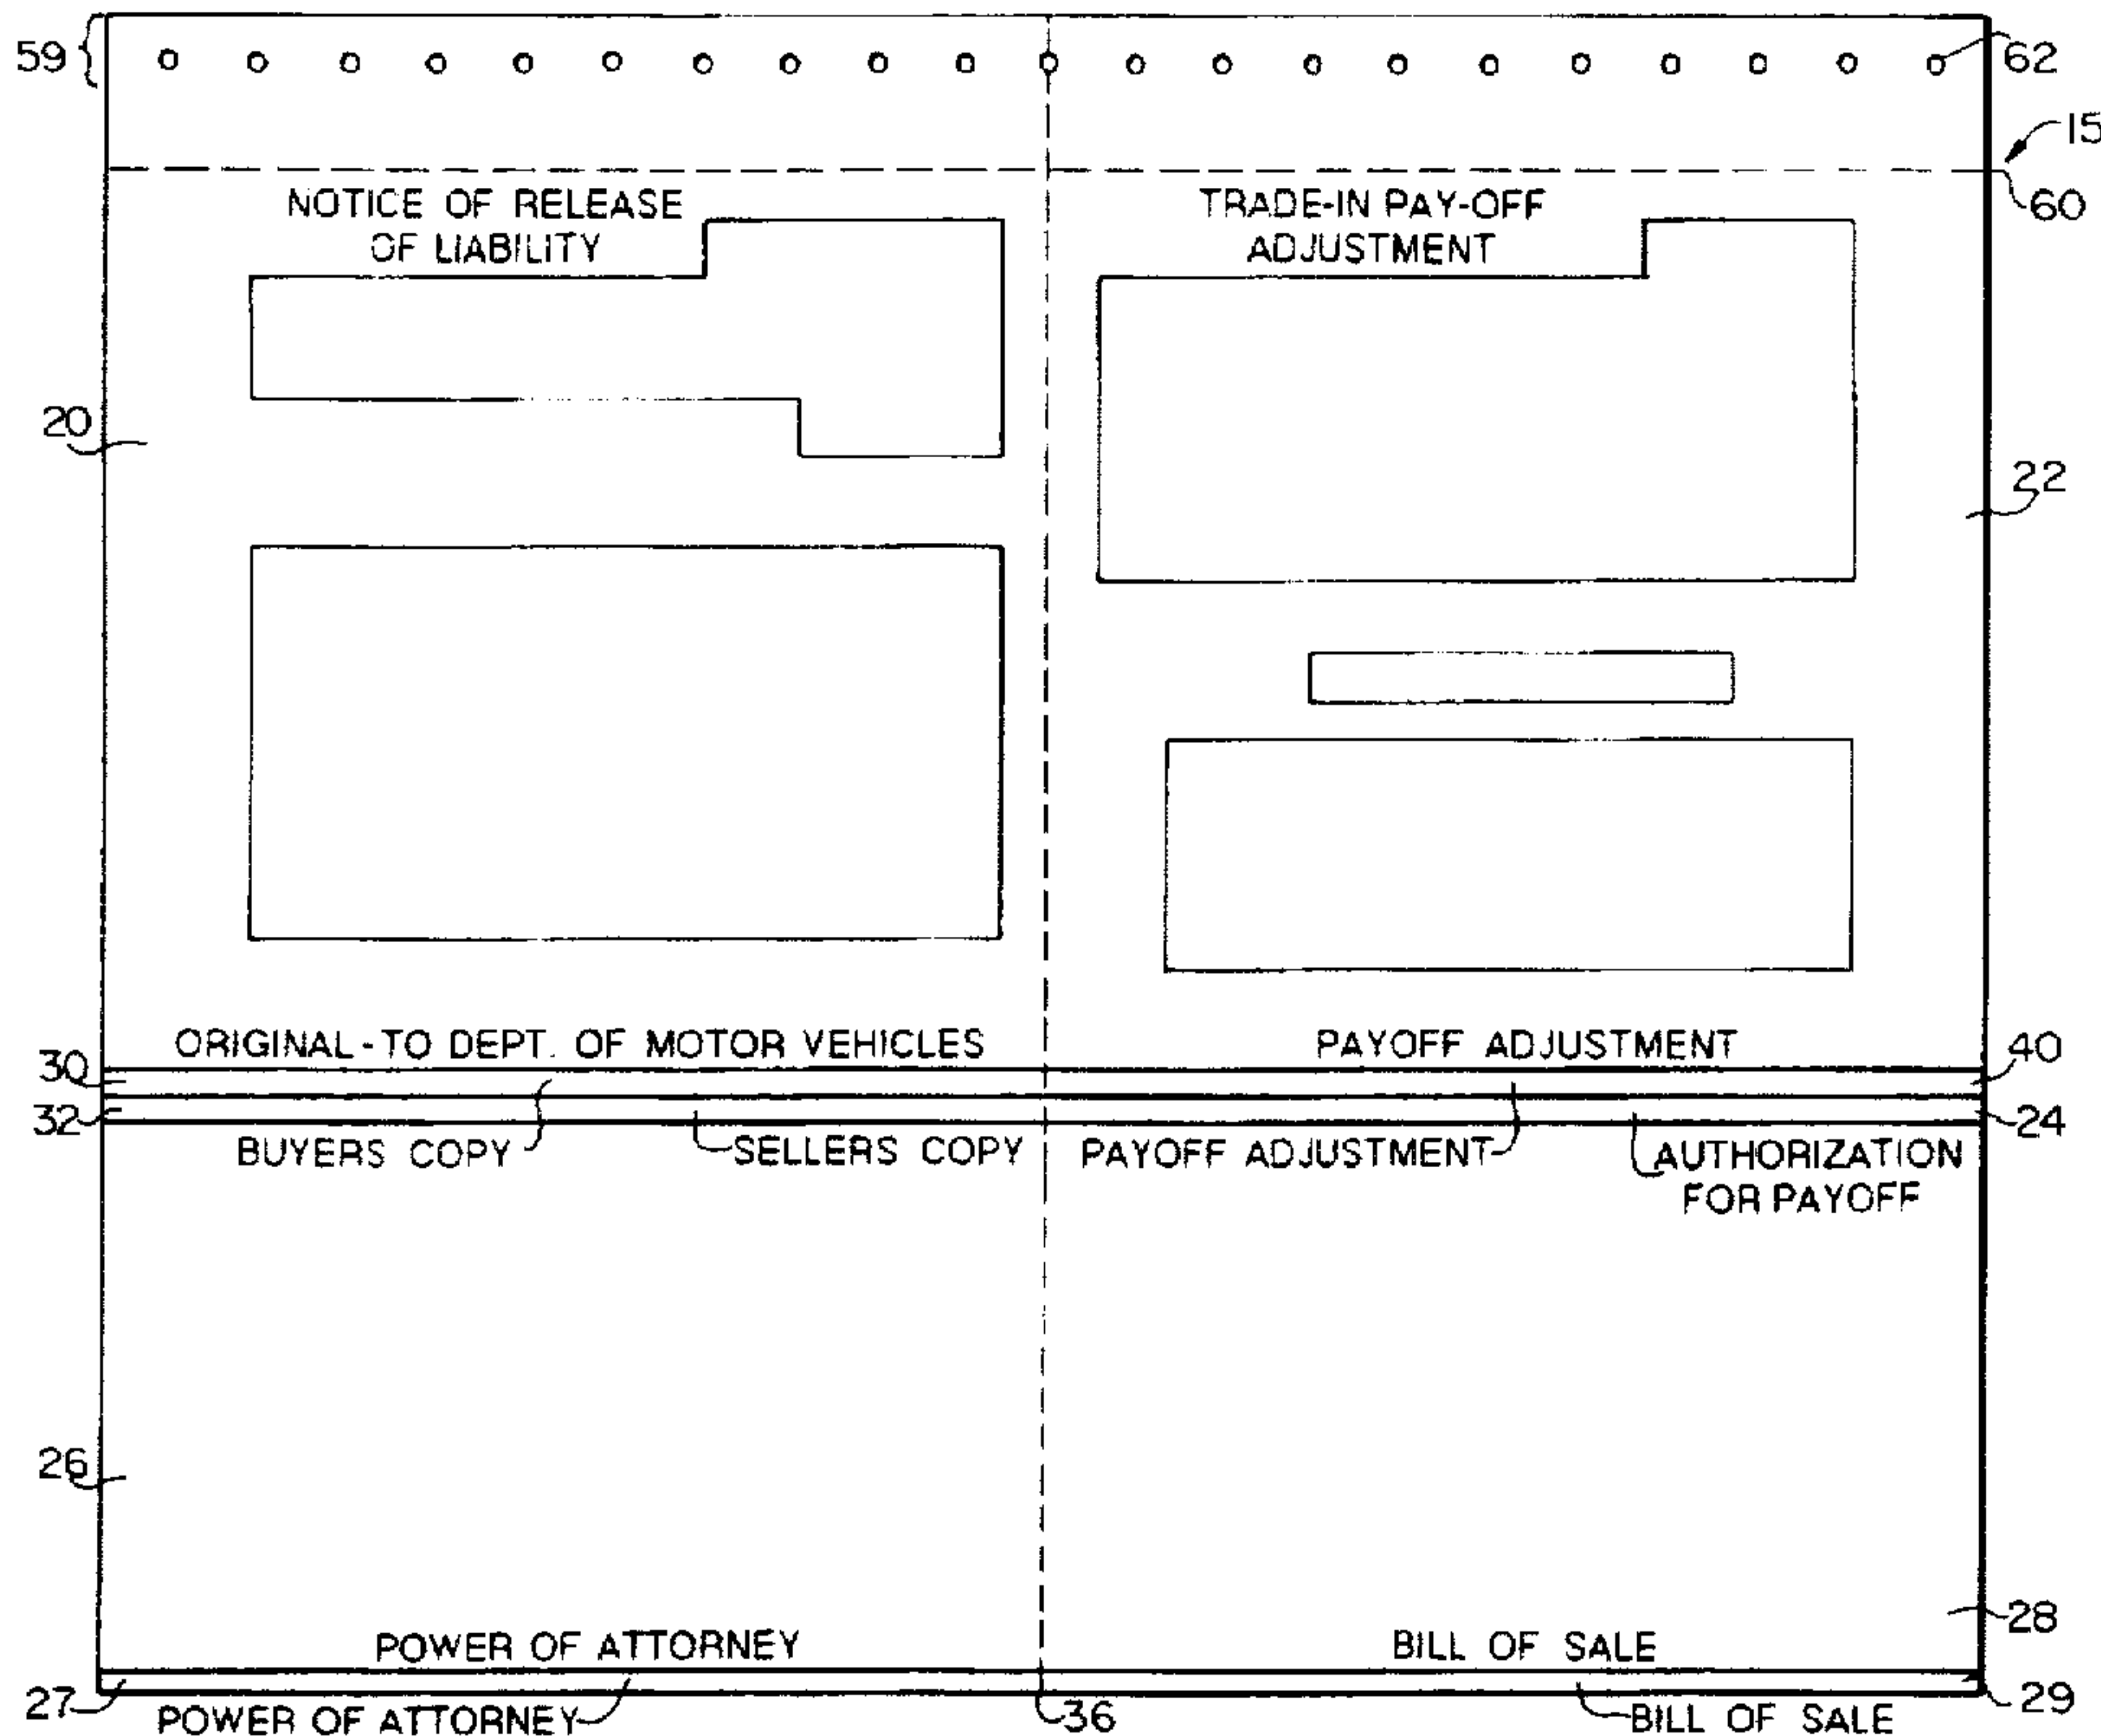 59
62
15
60
NOTICE OF RELEASE
OF LIABILITY
TRADE-IN PAY-OFF
ADJUSTMENT
20
22
ORIGINAL-TO DEPT. OF MOTOR VEHICLES
PAYOFF ADJUSTMENT
30
40
32
24
BUYERS COPY
SELLERS COPY
PAYOFF ADJUSTMENT
AUTHORIZATION
FOR PAYOFF
26
28
POWER OF ATTORNEY
BILL OF SALE
27
29
POWER OF ATTORNEY
36
BILL OF SALE